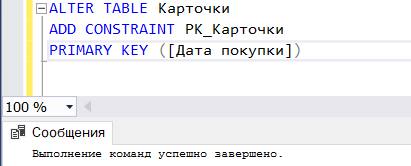 ALTER TABLE Карточки
ADD CONSTRAINT PK_Карточки
PRIMARY KEY ([Дата покупки])
100 %
Сообщения
Выполнение команд успешно завершено.